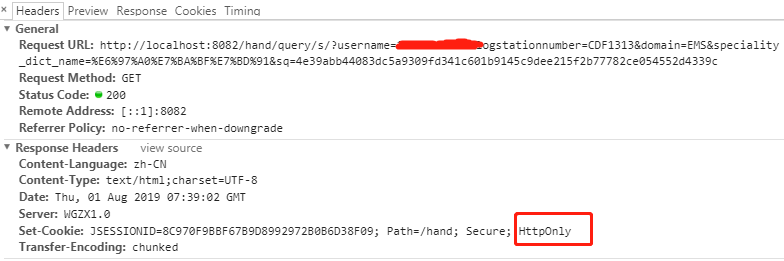 × Headers Preview Response Cookies Timing
▼ General
Request URL: http://localhost:8082/hand/query/s/?username= ogstationnumber=CDF1313&domain=EMS&speciality
_dict_name=%E6%97%A0%E7%BA%BF%E7%BD%91&sq=4e39abb44083dc5a9309fd341c601b9145c9dee215f2b77782ce054552d4339c
Request Method: GET
Status Code: 200
Remote Address: [::1]:8082
Referrer Policy: no-referrer-when-downgrade
▼ Response Headers view source
Content-Language: zh-CN
Content-Type: text/html;charset=UTF-8
Date: Thu, 01 Aug 2019 07:39:02 GMT
Server: WGZX1.0
Set-Cookie: JSESSIONID=8C970F9BBF67B9D8992972B0B6D38F09; Path=/hand; Secure; HttpOnly
Transfer-Encoding: chunked